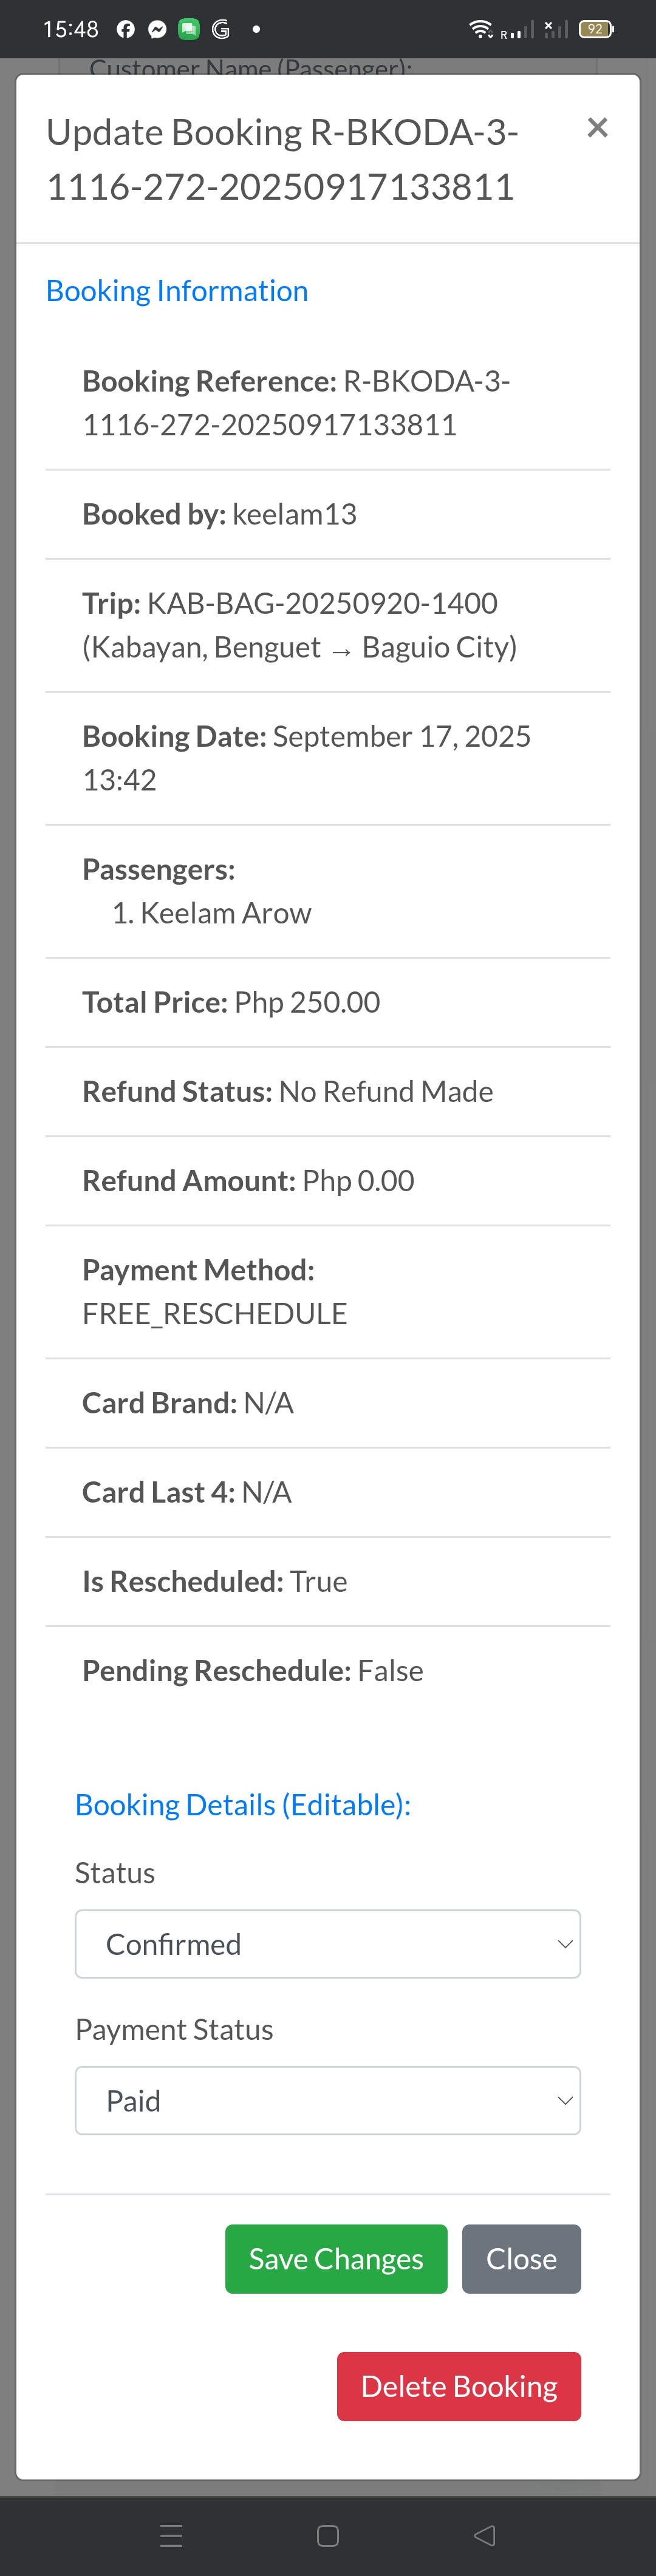 15:48
R
92
Customer Name (Passenger):
Update Booking R-BKODA-3-
1116-272-20250917133811
×
Booking Information
Booking Reference: R-BKODA-3-
1116-272-20250917133811
Booked by: keelam13
Trip: KAB-BAG-20250920-1400
(Kabayan, Benguet → Baguio City)
Booking Date: September 17, 2025
13:42
Passengers:
1. Keelam Arow
Total Price: Php 250.00
Refund Status: No Refund Made
Refund Amount: Php 0.00
Payment Method:
FREE_RESCHEDULE
Card Brand: N/A
Card Last 4: N/A
Is Rescheduled: True
Pending Reschedule: False
Booking Details (Editable):
Status
Confirmed
Payment Status
Paid
Save Changes
Close
Delete Booking